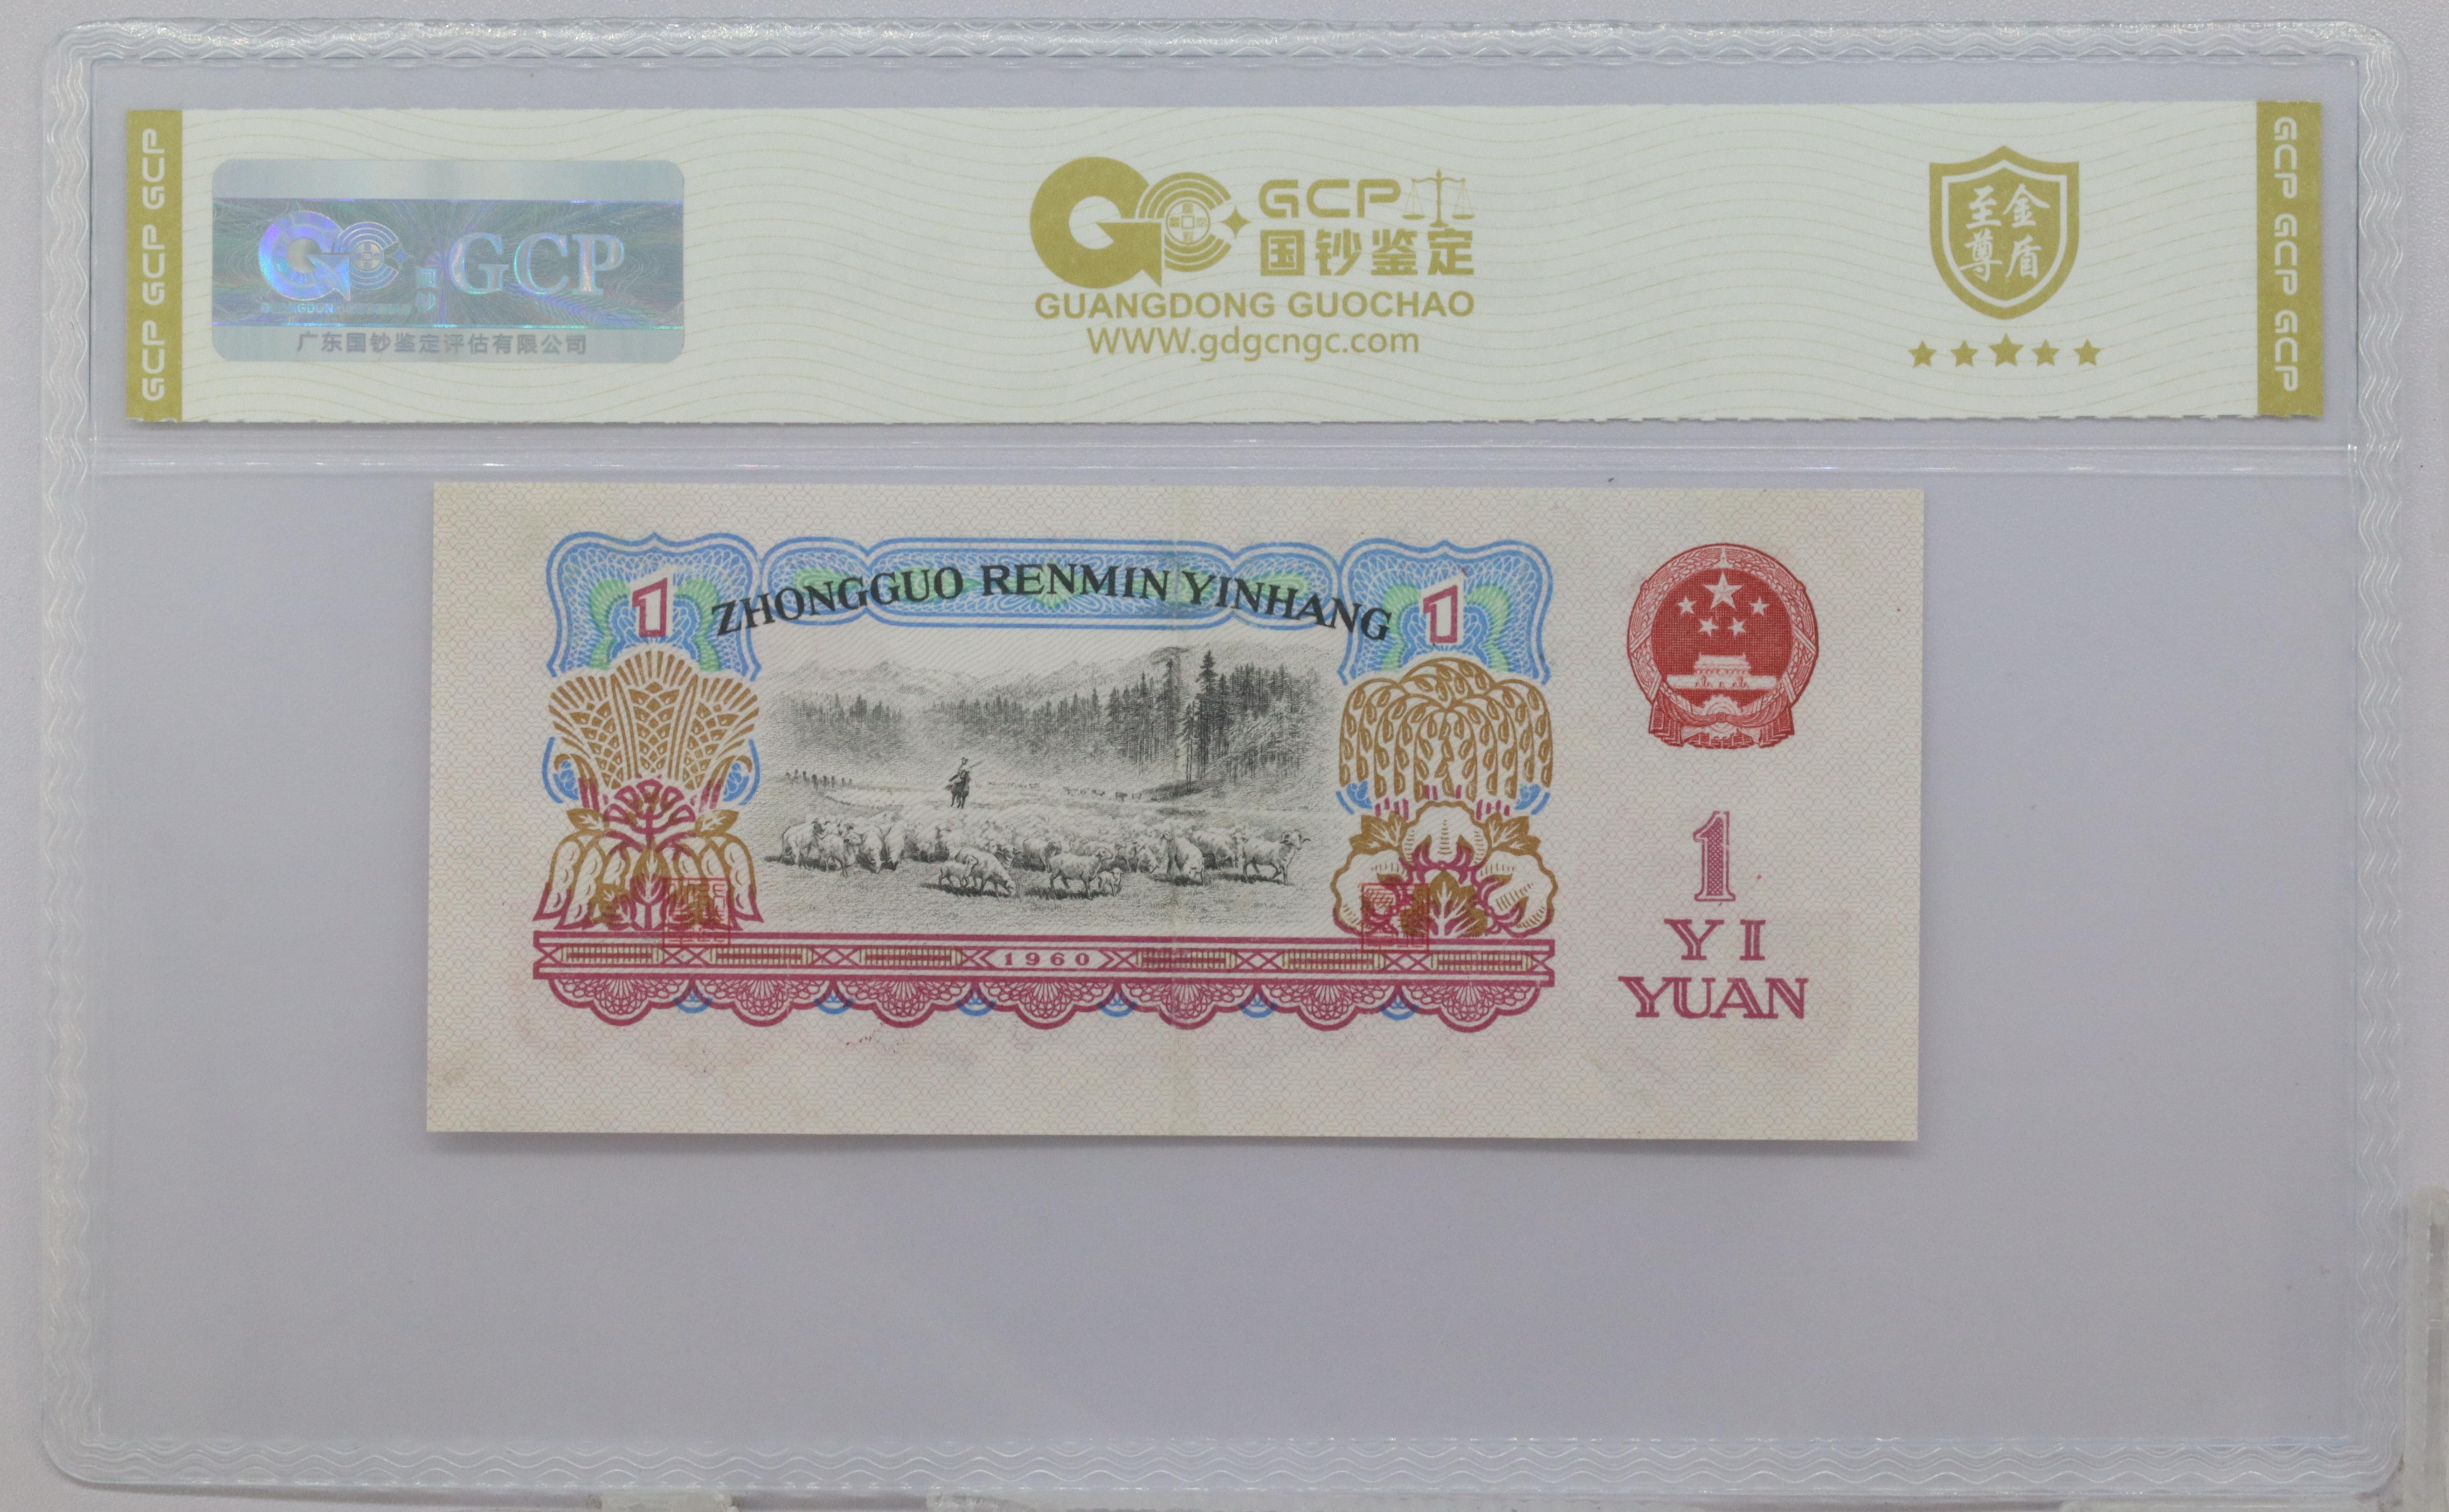 GCP GCP GCP
GCP
GUANGDONG GUOCHAO
广东国钞鉴定评估有限公司
GCP
国钞鉴定
GUANGDONG GUOCHAO
WWW.gdgcngc.com
至尊
金盾
GCP GCP GCP
ZHONGGUO RENMIN YINHANG
1
1
1960
1
YI
YUAN